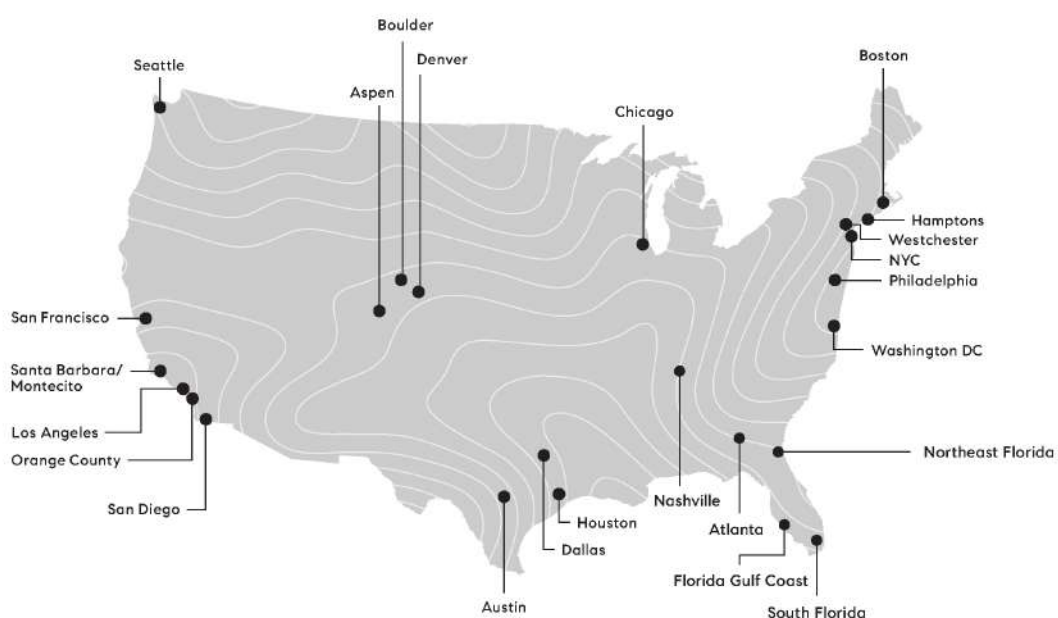 Boulder
Denver
Boston
Seattle
Aspen
Chicago
Hamptons
Westchester
NYC
Philadelphia
San Francisco
Washington DC
Santa Barbara/
Montecito
Los Angeles
Orange County
Northeast Florida
San Diego
Nashville
Houston
Atlanta
Dallas
Florida Gulf Coast
Austin
South Florida